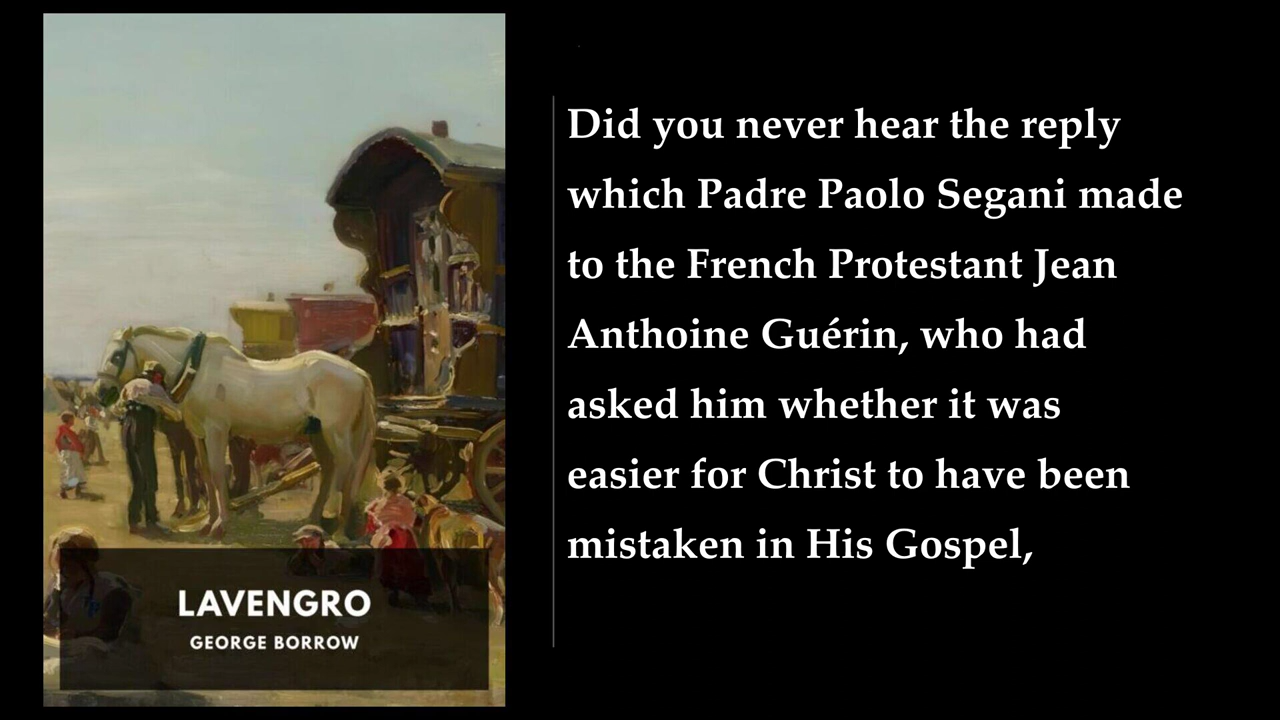 LAVENGRO
GEORGE BORROW
Did you never hear the reply
which Padre Paolo Segani made
to the French Protestant Jean
Anthoine Guérin, who had
asked him whether it was
easier for Christ to have been
mistaken in His Gospel,